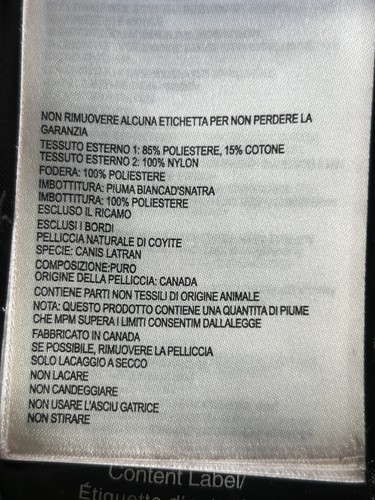 NON RIMUOVERE ALCUNA ETICHETTA PER NON PERDERE LA
GARANZIA
TESSUTO ESTERNO 1: 85% POLIESTERE, 15% COTONE
TESSUTO ESTERNO 2: 100% NYLON
FODERA: 100% POLIESTERE
IMBOTTITURA: PIUMA BIANCAD'SNATRA
IMBOTTITURA: 100% POLIESTERE
ESCLUSO IL RICAMO
ESCLUSI I BORDI
PELLICCIA NATURALE DI COYITE
SPECIE: CANIS LATRAN
COMPOSIZIONE:PURO
ORIGINE DELLA PELLICCIA: CANADA
CONTIENE PARTI NON TESSILI DI ORIGINE ANIMALE
NOTA: QUESTO PRODOTTO CONTIENE UNA QUANTITA DI PIUME
CHE MPM SUPERA I LIMITI CONSENTIM DALLALEGGE
FABBRICATO IN CANADA
SE POSSIBILE, RIMUOVERE LA PELLICCIA
SOLO LACAGGIO A SECCO
NON LACARE
NON CANDEGGIARE
NON USARE L'ASCIU GATRICE
NON STIRARE
Content Label/
Étiquette